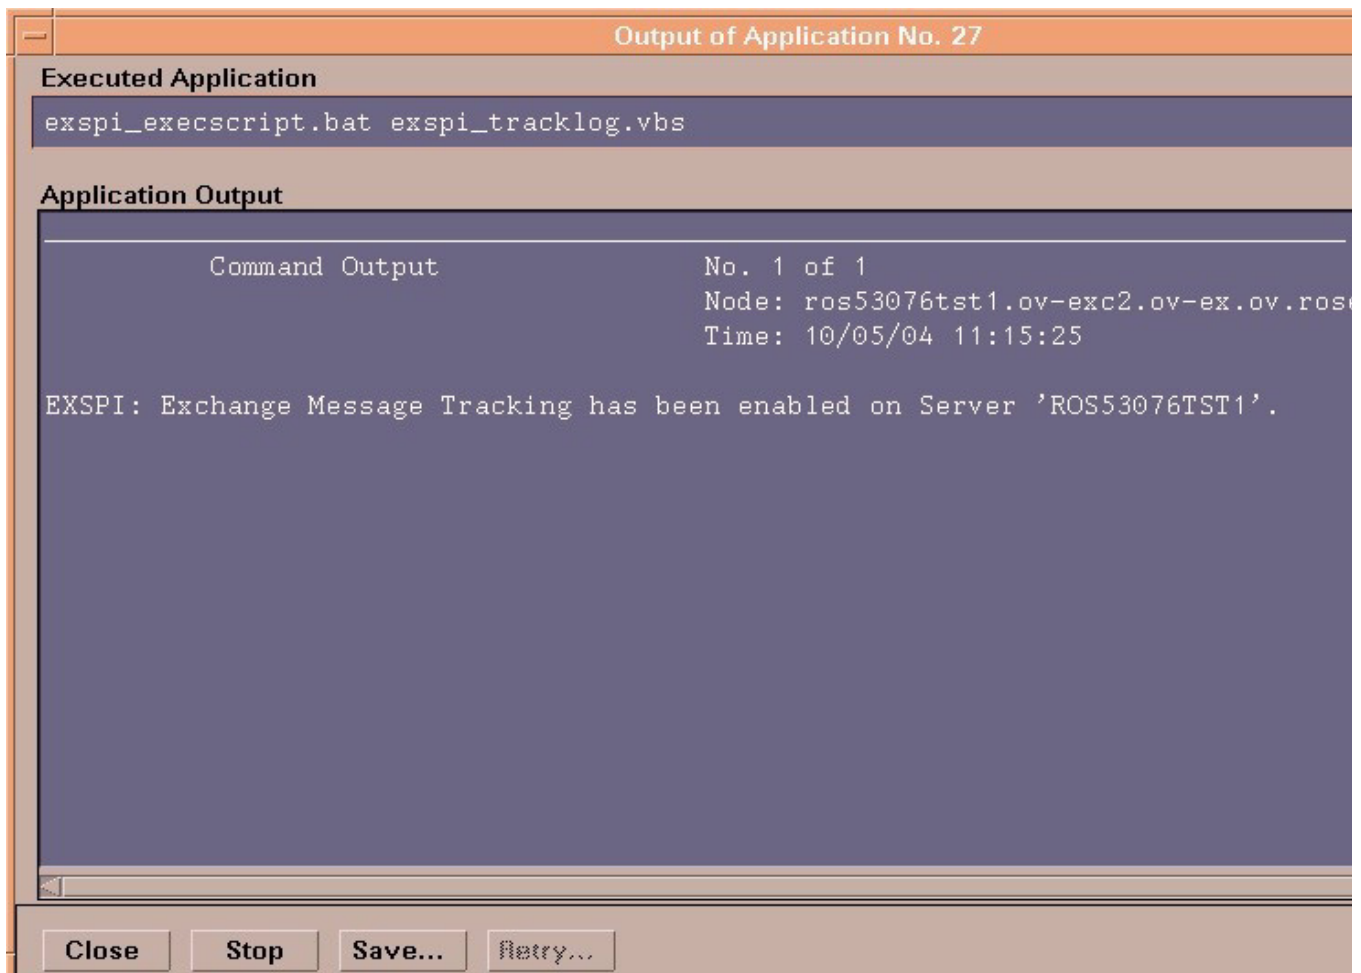 Output of Application No. 27
Executed Application
exspi_execscript.bat exspi_tracklog.vbs
Application Output
Command Output No. 1 of 1
Node: ros53076tst1.ov-exc2.ov-ex.ov.rose
Time: 10/05/04 11:15:25
EXSPI: Exchange Message Tracking has been enabled on Server 'ROS53076TST1'.
Close Stop Save... Retry...